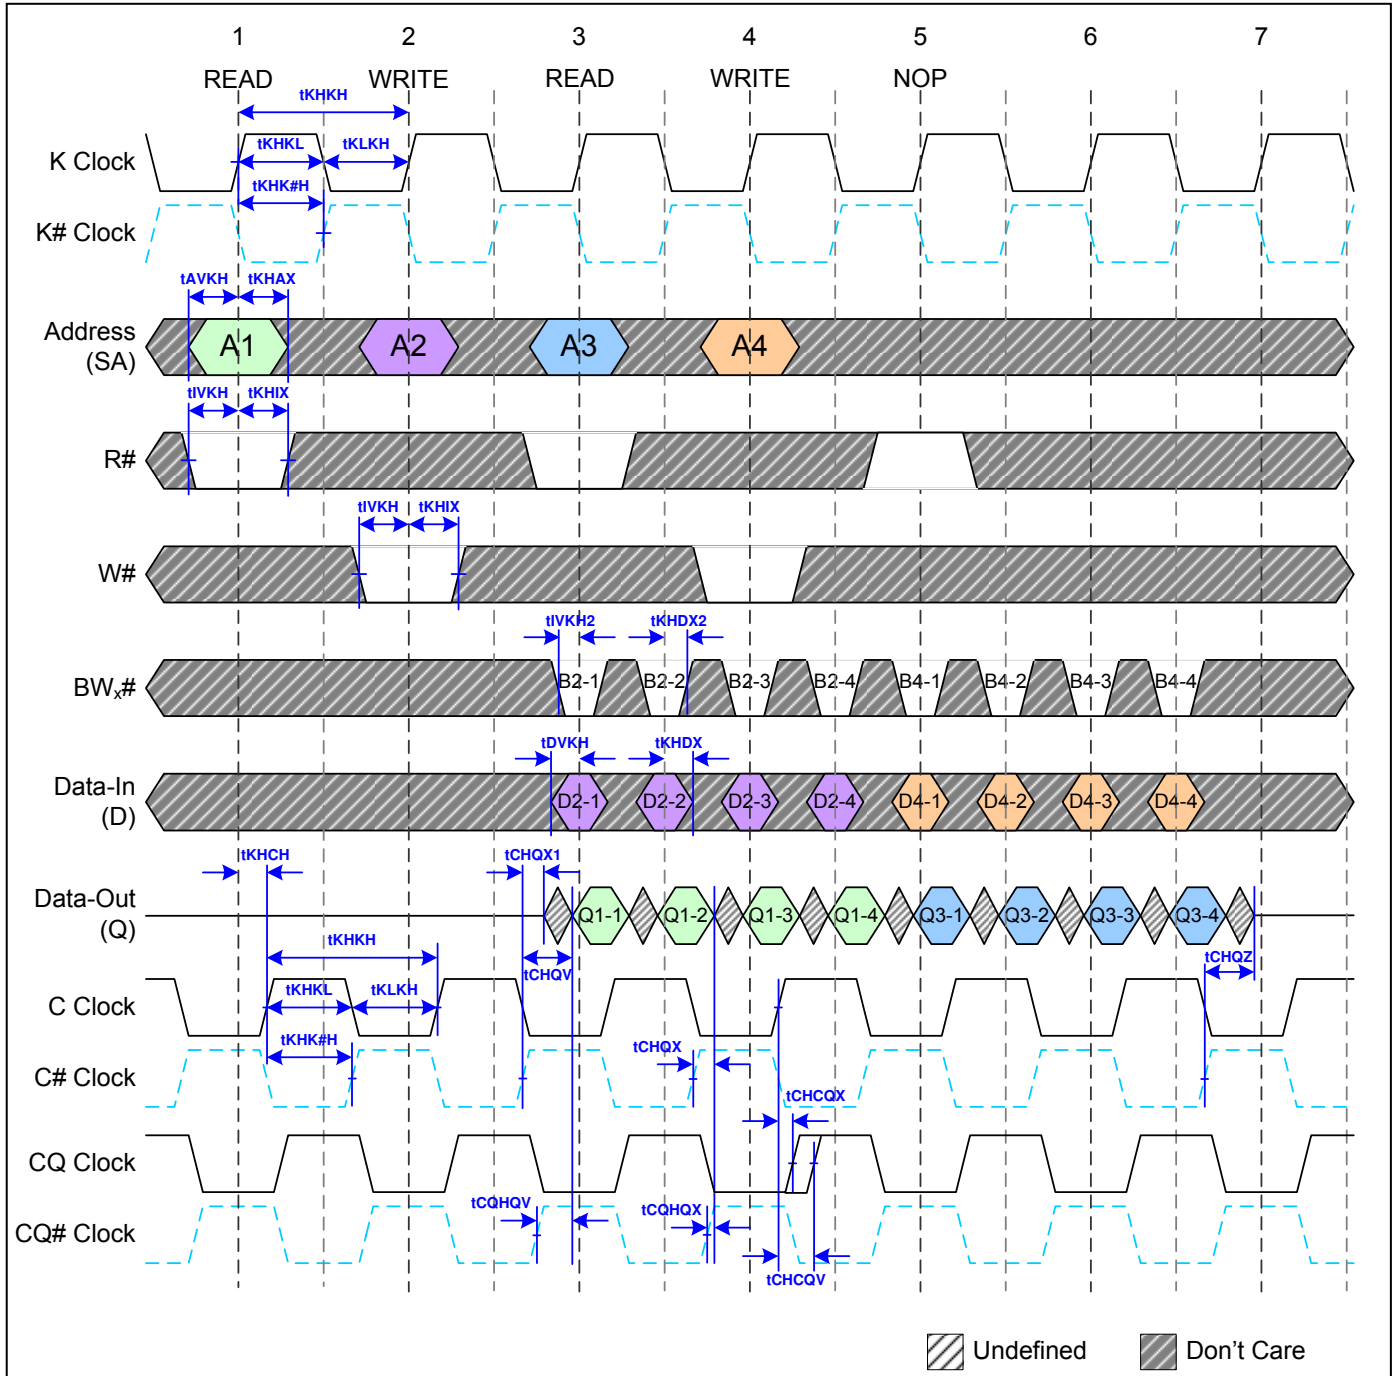 1 2 3 4 5 6 7
READ WRITE READ WRITE NOP
tKHKH
K Clock
tKHKL tKLKH
tKHK#H
K# Clock
tAVKH tKHAX
Address
(SA)
A1 A2 A3 A4
tIVKH tKHIX
R#
tIVKH tKHIX
W#
tIVKH2 tKHDX2
BWx#
B2-1 B2-2 B2-3 B2-4 B4-1 B4-2 B4-3 B4-4
tDVKH tKHDX
Data-In
(D)
D2-1 D2-2 D2-3 D2-4 D4-1 D4-2 D4-3 D4-4
tKHCH tCHQX1
Data-Out
(Q)
Q1-1 Q1-2 Q1-3 Q1-4 Q3-1 Q3-2 Q3-3 Q3-4
tKHKH tCHQV tCHQZ
C Clock
tKHKL tKLKH
tKHK#H tCHQX
C# Clock
tCHCQX
CQ Clock
tCQHQV tCQHQX
CQ# Clock
tCHCQV
Undefined Don't Care